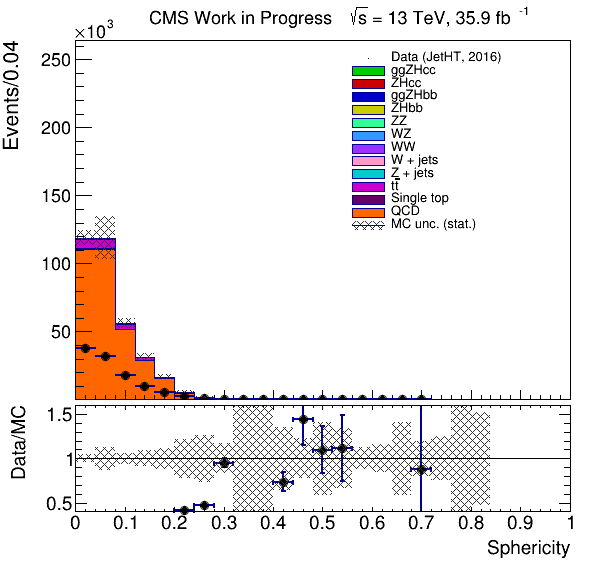 CMS Work in Progress √s = 13 TeV, 35.9 fb⁻¹
×10³
Events/0.04
250
200
150
100
50
Data (JetHT, 2016)
ggZHcc
ZHcc
ggZHbb
ZHbb
ZZ
WZ
WW
W + jets
Z + jets
tt̅
Single top
QCD
MC unc. (stat.)
Data/MC
1.5
1
0.5
0 0.1 0.2 0.3 0.4 0.5 0.6 0.7 0.8 0.9 1
Sphericity